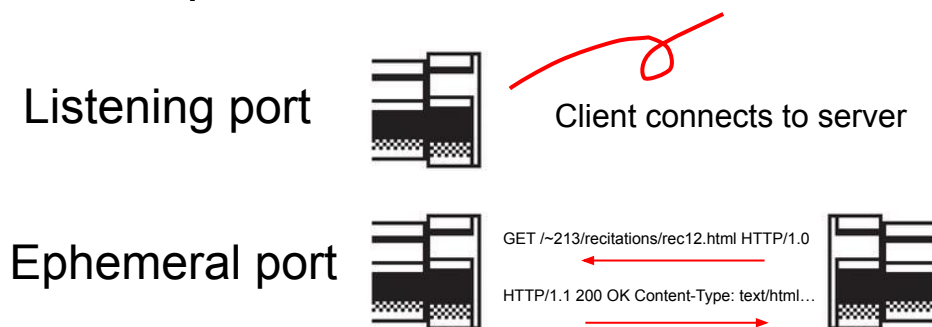 Listening port
Client connects to server
Ephemeral port
GET /~213/recitations/rec12.html HTTP/1.0
HTTP/1.1 200 OK Content-Type: text/html…